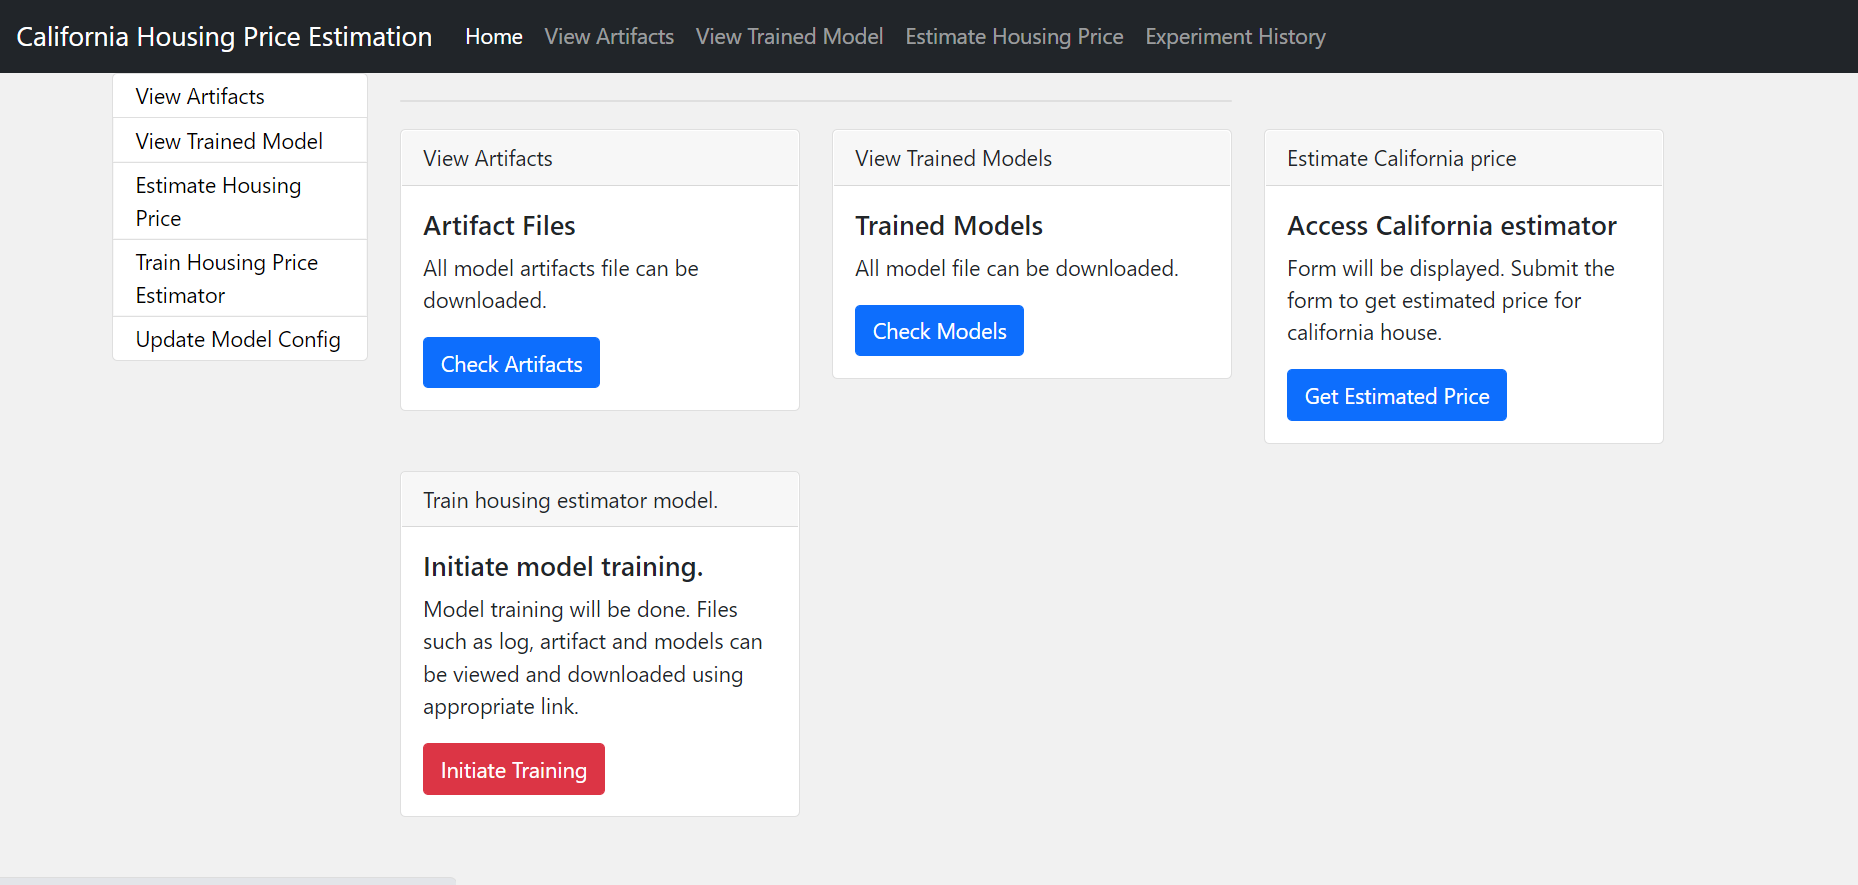 California Housing Price Estimation Home View Artifacts View Trained Model Estimate Housing Price Experiment History
View Artifacts
View Trained Model
Estimate Housing
Price
Train Housing Price
Estimator
Update Model Config
View Artifacts
Artifact Files
All model artifacts file can be
downloaded.
Check Artifacts
View Trained Models
Trained Models
All model file can be downloaded.
Check Models
Estimate California price
Access California estimator
Form will be displayed. Submit the
form to get estimated price for
california house.
Get Estimated Price
Train housing estimator model.
Initiate model training.
Model training will be done. Files
such as log, artifact and models can
be viewed and downloaded using
appropriate link.
Initiate Training